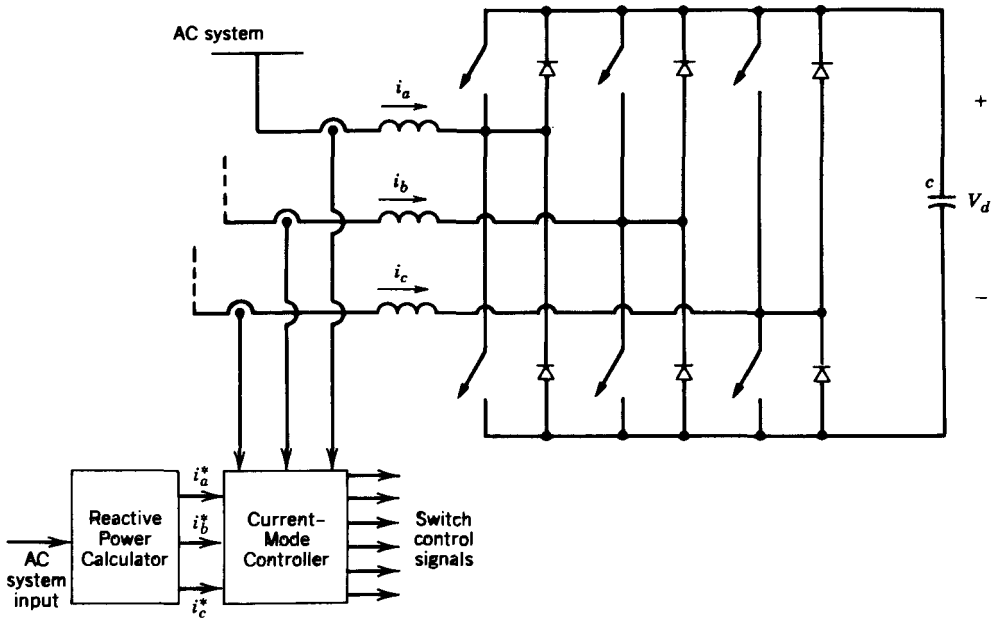 AC system
i_a
i_b
i_c
+
c
V_d
−
i_a^*
i_b^*
i_c^*
Reactive
Power
Calculator
Current-
Mode
Controller
Switch
control
signals
AC
system
input